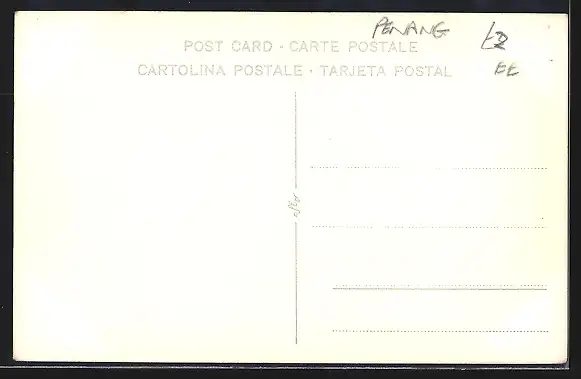 PENANG
POST CARD · CARTE POSTALE
CARTOLINA POSTALE · TARJETA POSTAL